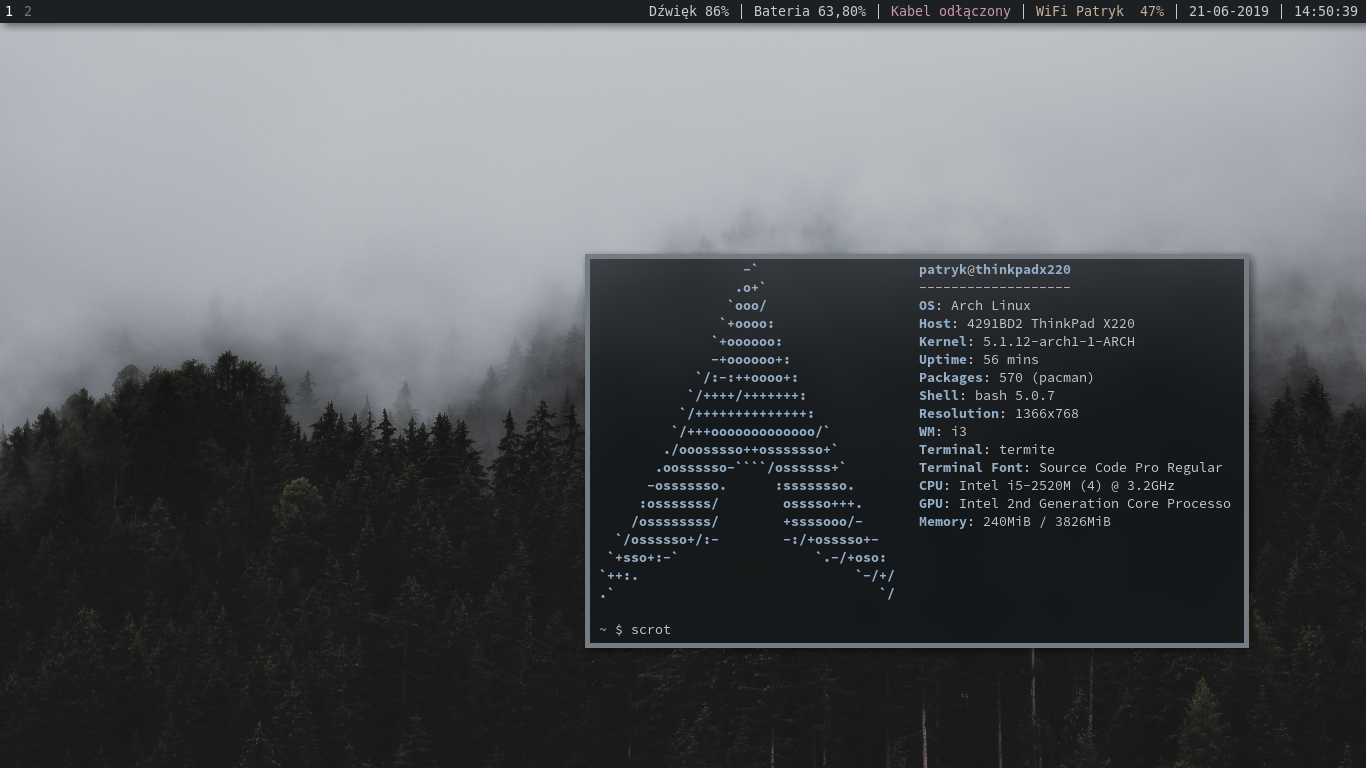 1 2 Dźwięk 86% | Bateria 63,80% | Kabel odłączony | WiFi Patryk  47% | 21-06-2019 | 14:50:39
                  -`                     patryk@thinkpadx220
                 .o+`                    -------------------
                `ooo/                    OS: Arch Linux
               `+oooo:                   Host: 4291BD2 ThinkPad X220
              `+oooooo:                  Kernel: 5.1.12-arch1-1-ARCH
              -+oooooo+:                 Uptime: 56 mins
            `/:-:++oooo+:                Packages: 570 (pacman)
           `/++++/+++++++:               Shell: bash 5.0.7
          `/++++++++++++++:              Resolution: 1366x768
         `/+++ooooooooooooo/`            WM: i3
        ./ooosssso++osssssso+`           Terminal: termite
       .oossssso-````/ossssss+`          Terminal Font: Source Code Pro Regular
      -osssssso.      :ssssssso.         CPU: Intel i5-2520M (4) @ 3.2GHz
     :osssssss/        osssso+++.        GPU: Intel 2nd Generation Core Processo
    /ossssssss/        +ssssooo/-        Memory: 240MiB / 3826MiB
  `/ossssso+/:-        -:/+osssso+-
 `+sso+:-`                 `.-/+oso:
`++:.                           `-/+/
.`                                 `/
~ $ scrot